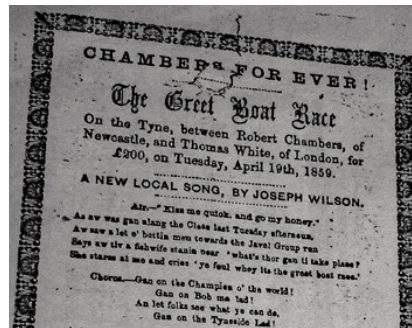 CHAMBERS FOR EVER!
The Greet Boat Race
On the Tyne, between Robert Chambers, of
Newcastle, and Thomas White, of London, for
£200, on Tuesday, April 19th, 1859.
A NEW LOCAL SONG, BY JOSEPH WILSON.
Air,—"Kiss me quick, and go my honey."
As aw was gan alang the Close last Tuesday afternoun,
Aw saw a lot o' bettin men towards the Javel Group run
Says aw tiv a fishwife stanin near 'what's thor gan ti take place?
She stares at me and cries 'ye feul whey its the greet boat race.'
Chorus.—Gan on the Champien o' the world!
Gan on Bob me lad!
An let folks see what ye can de,
Gan on the Tyneside Lad!